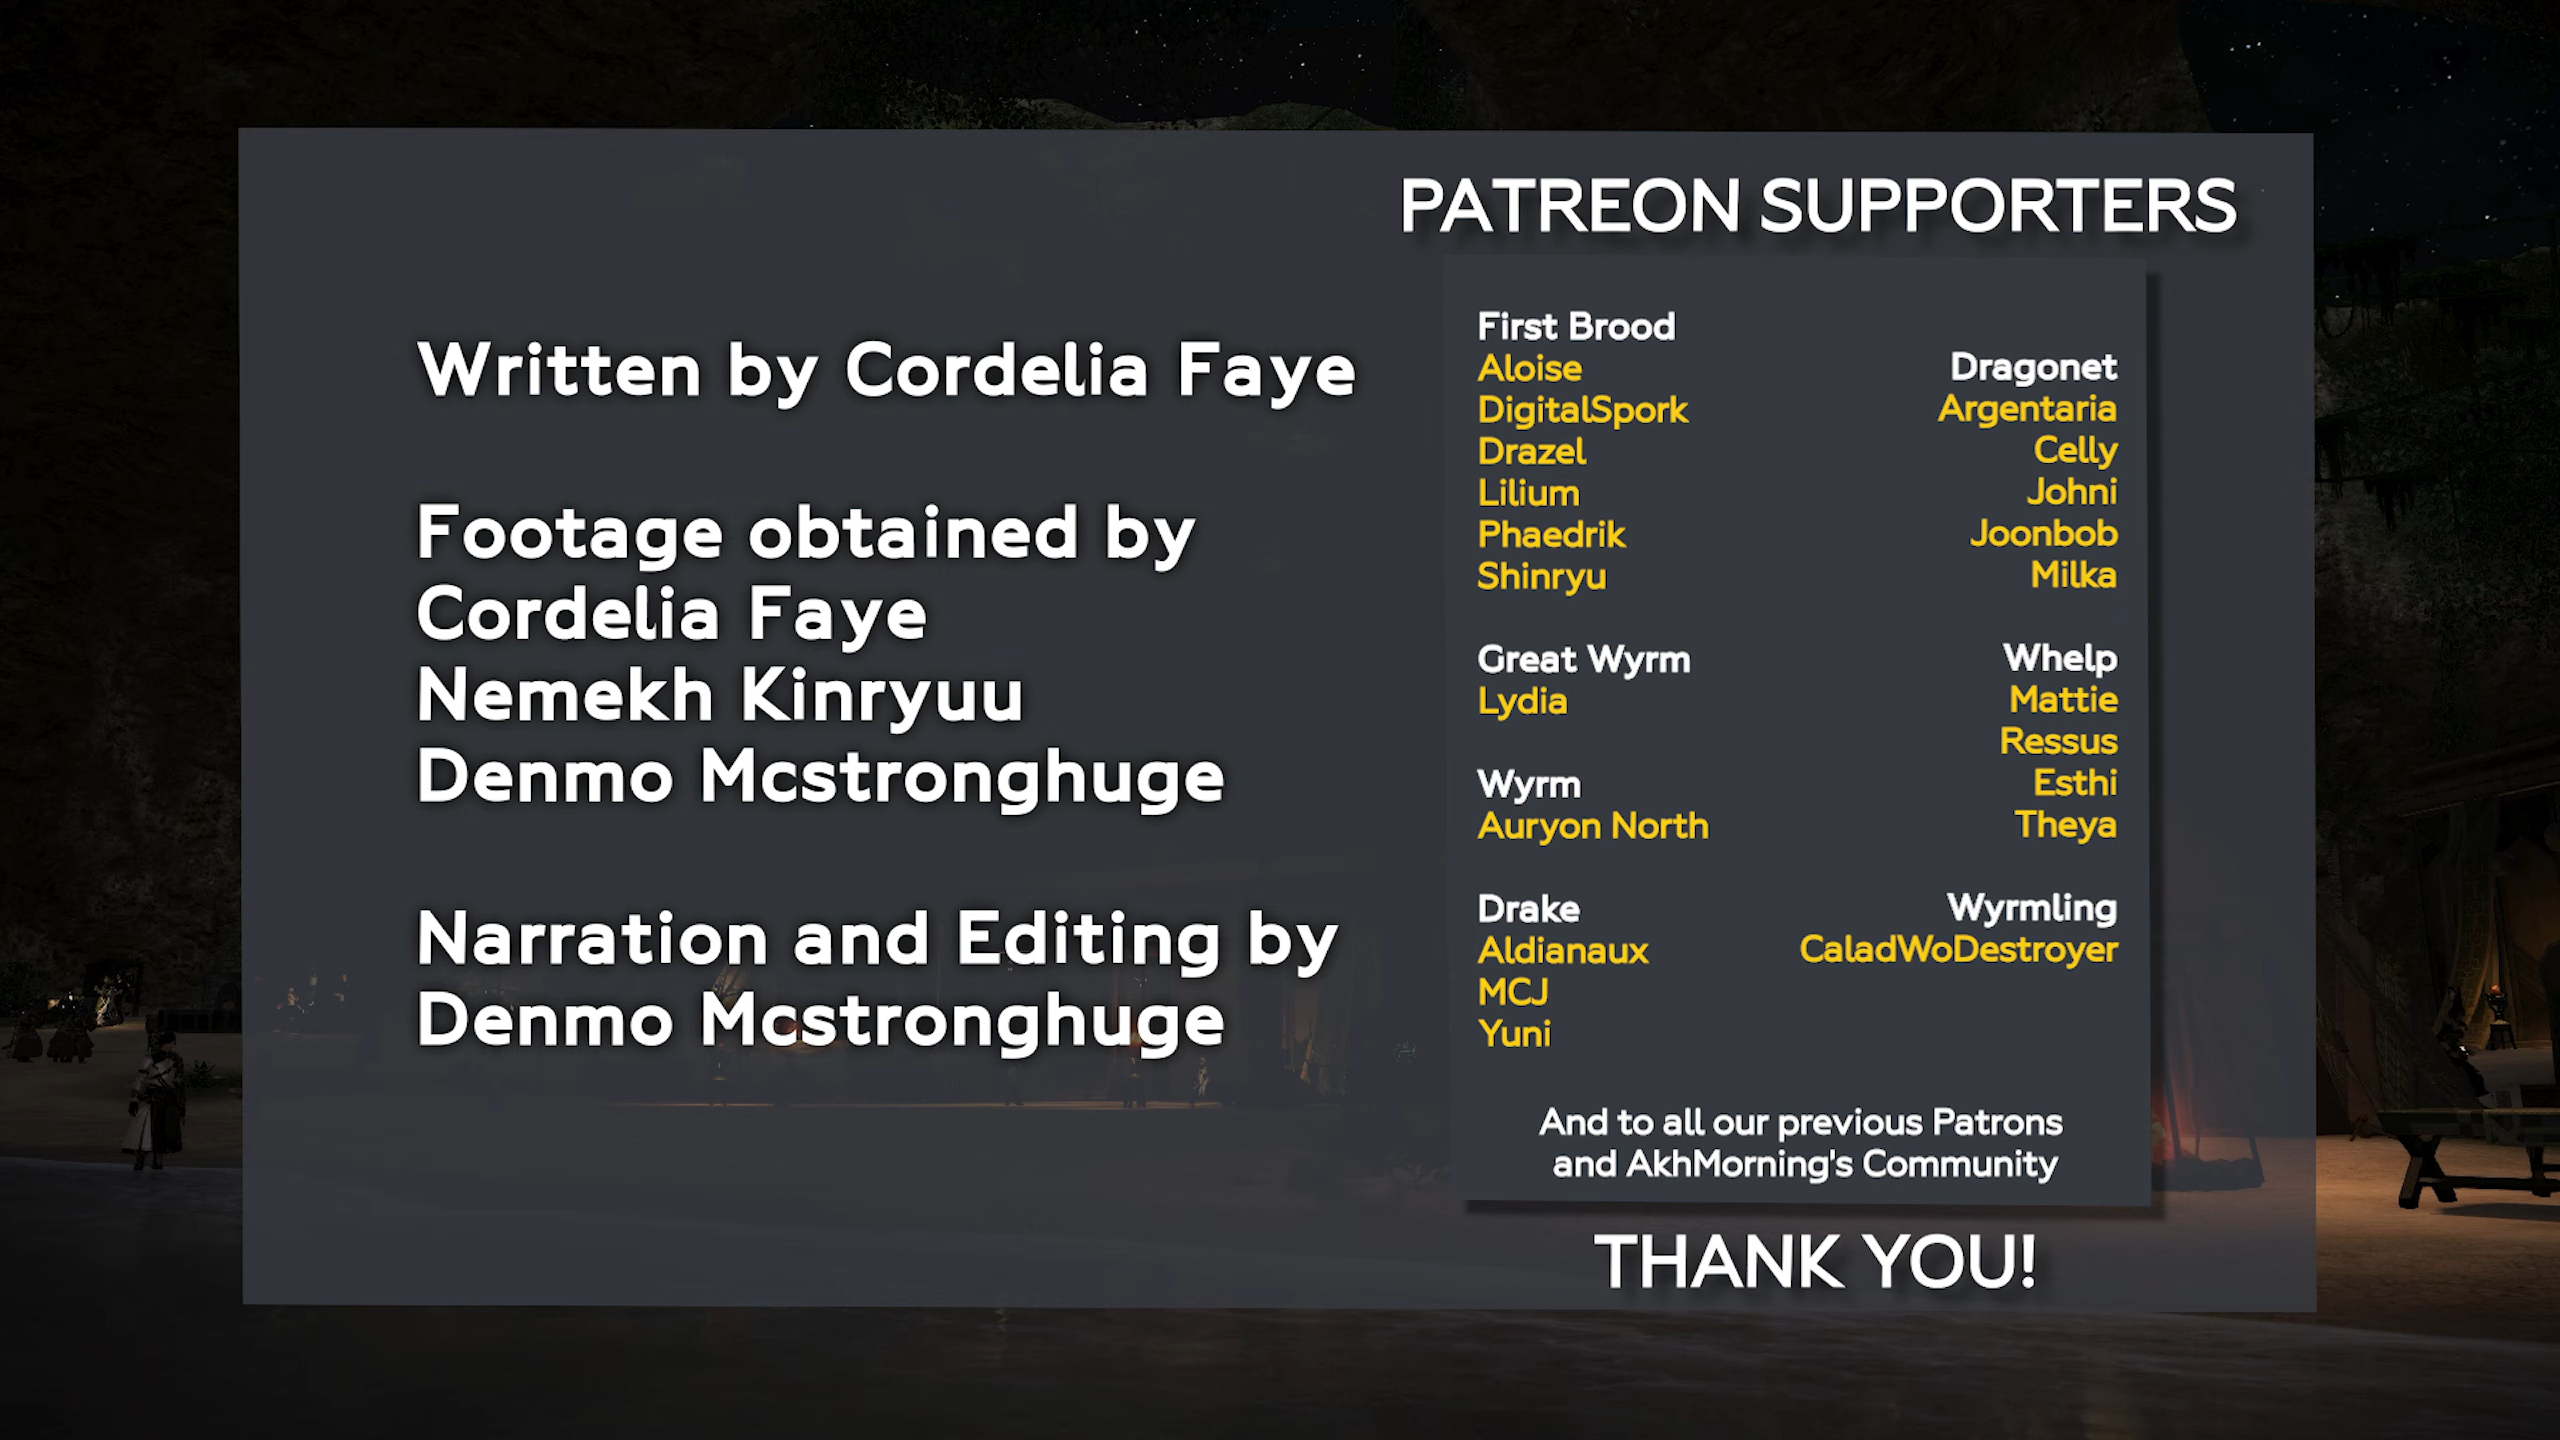 Written by Cordelia Faye
Footage obtained by
Cordelia Faye
Nemekh Kinryuu
Denmo Mcstronghuge
Narration and Editing by
Denmo Mcstronghuge
PATREON SUPPORTERS
First Brood
Aloise
DigitalSpork
Drazel
Lilium
Phaedrik
Shinryu
Great Wyrm
Lydia
Wyrm
Auryon North
Drake
Aldianaux
MCJ
Yuni
Dragonet
Argentaria
Celly
Johni
Joonbob
Milka
Whelp
Mattie
Ressus
Esthi
Theya
Wyrmling
CaladWoDestroyer
And to all our previous Patrons
and AkhMorning's Community
THANK YOU!